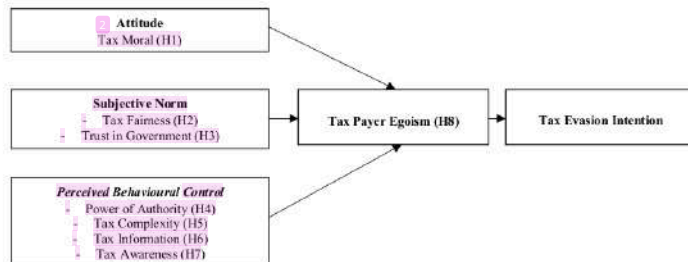 2 Attitude
Tax Moral (H1)
Subjective Norm
- Tax Fairness (H2)
- Trust in Government (H3)
Tax Payer Egoism (H8)
Tax Evasion Intention
Perceived Behavioural Control
- Power of Authority (H4)
- Tax Complexity (H5)
- Tax Information (H6)
- Tax Awareness (H7)